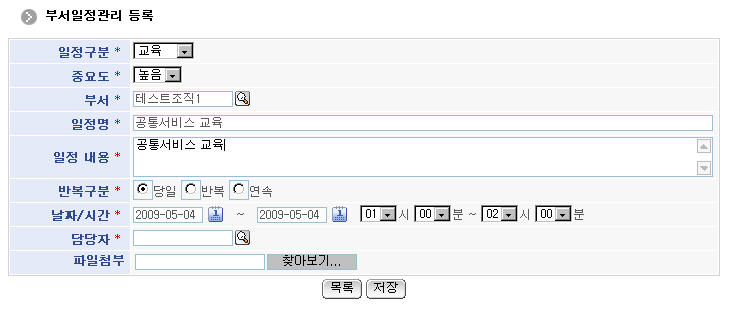 부서일정관리 등록
일정구분 * 교육
중요도 * 높음
부서 * 테스트조직1
일정명 * 공통서비스 교육
일정 내용 * 공통서비스 교육
반복구분 * 당일 반복 연속
날짜/시간 * 2009-05-04 1 ~ 2009-05-04 1 01 시 00 분 ~ 02 시 00 분
담당자 *
파일첨부 찾아보기...
목록 저장